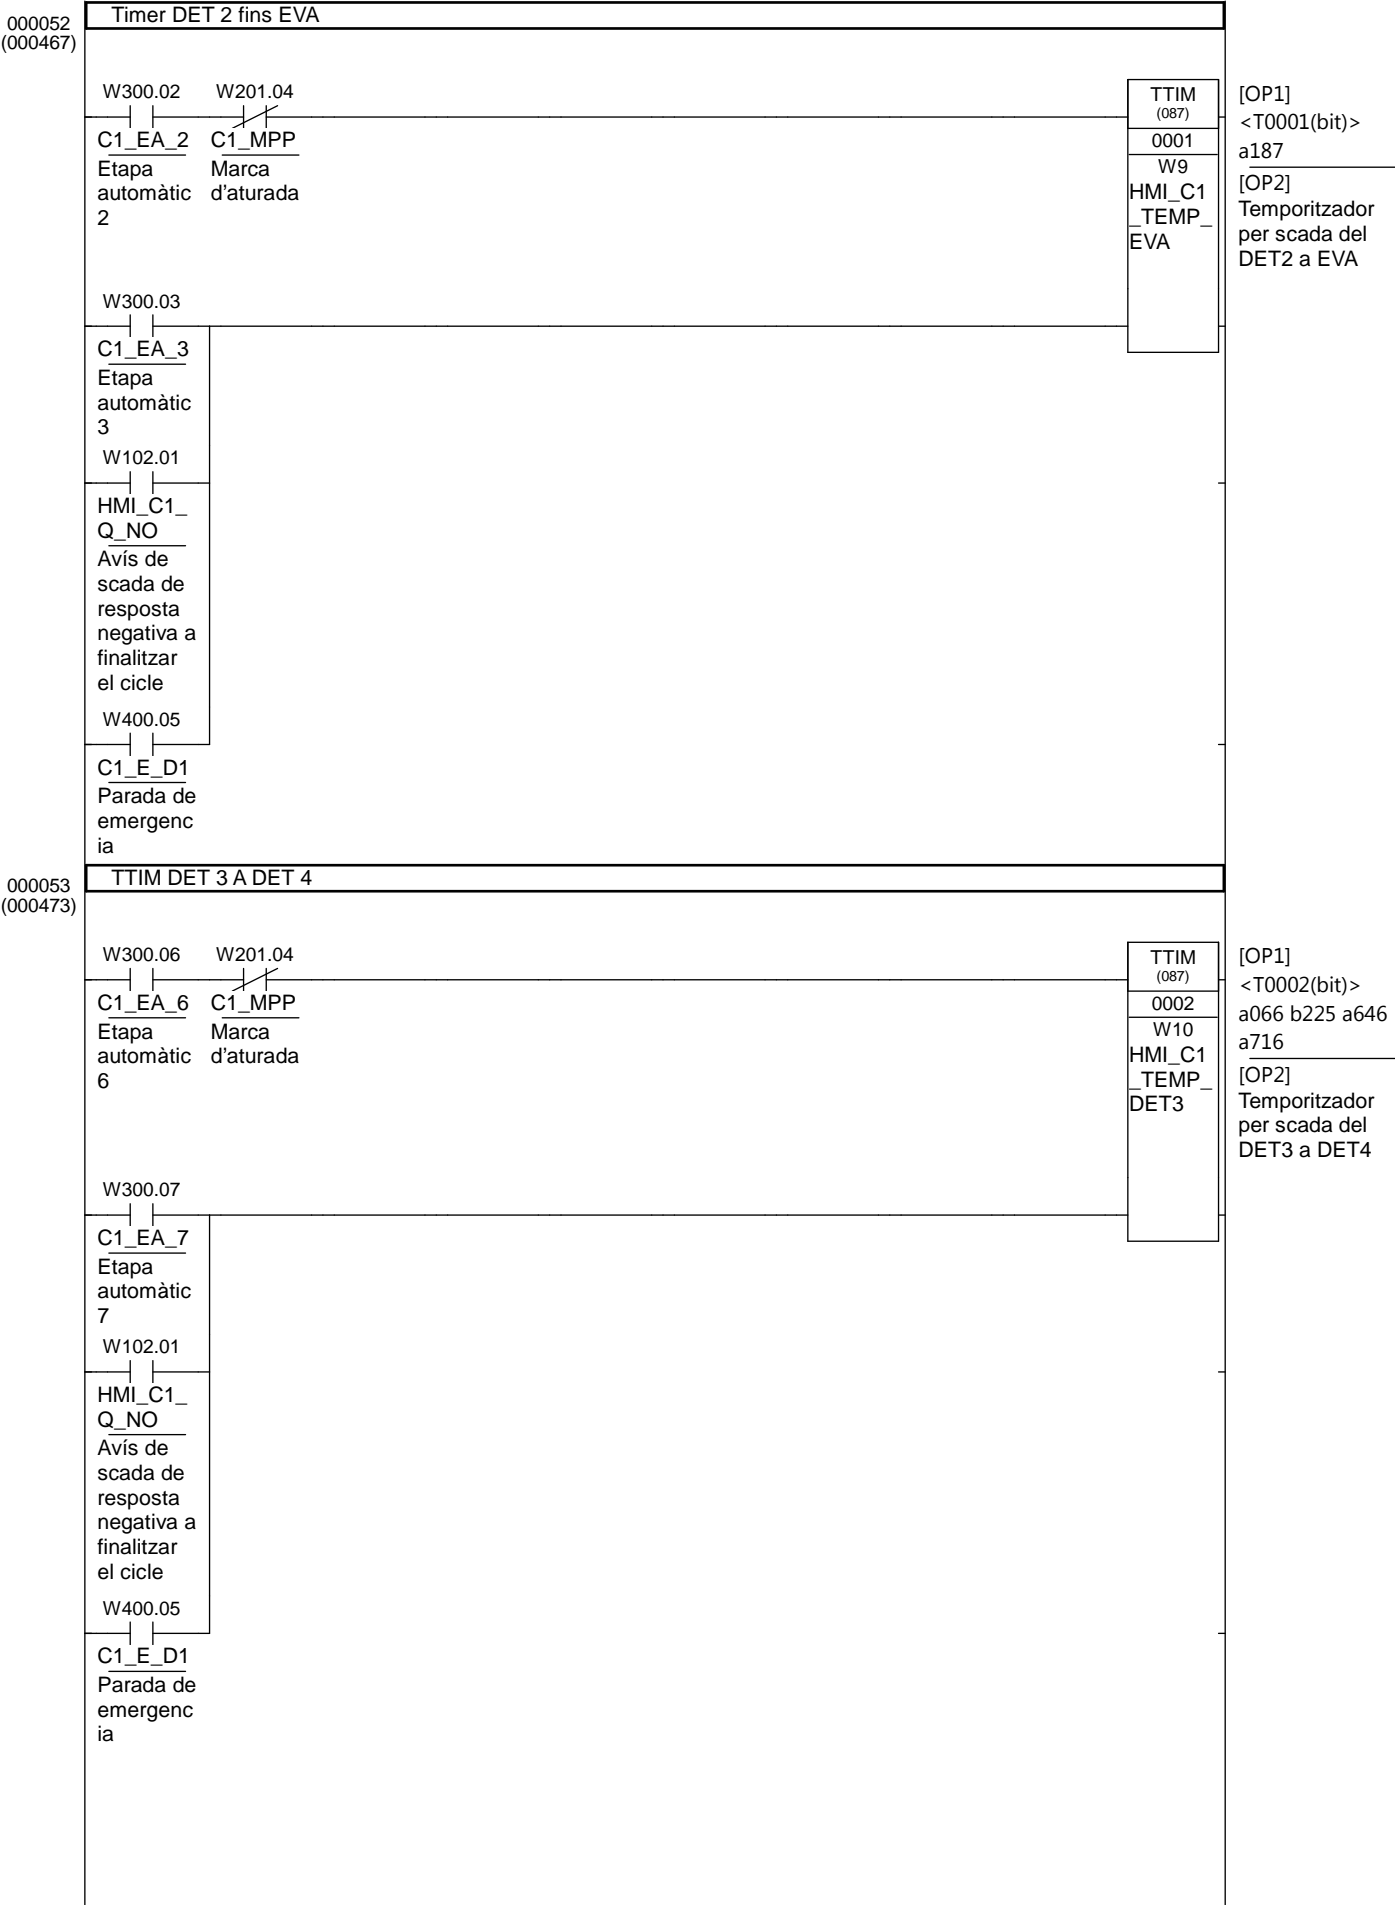 000052
(000467)
Timer DET 2 fins EVA
W300.02 W201.04
C1_EA_2 C1_MPP
Etapa Marca
automàtic d'aturada
2
TTIM
(087)
0001
W9
HMI_C1
_TEMP_
EVA
[OP1]
<T0001(bit)>
a187
[OP2]
Temporitzador
per scada del
DET2 a EVA
W300.03
C1_EA_3
Etapa
automàtic
3
W102.01
HMI_C1_
Q_NO
Avís de
scada de
resposta
negativa a
finalitzar
el cicle
W400.05
C1_E_D1
Parada de
emergenc
ia
000053
(000473)
TTIM DET 3 A DET 4
W300.06 W201.04
C1_EA_6 C1_MPP
Etapa Marca
automàtic d'aturada
6
TTIM
(087)
0002
W10
HMI_C1
_TEMP_
DET3
[OP1]
<T0002(bit)>
a066 b225 a646
a716
[OP2]
Temporitzador
per scada del
DET3 a DET4
W300.07
C1_EA_7
Etapa
automàtic
7
W102.01
HMI_C1_
Q_NO
Avís de
scada de
resposta
negativa a
finalitzar
el cicle
W400.05
C1_E_D1
Parada de
emergenc
ia